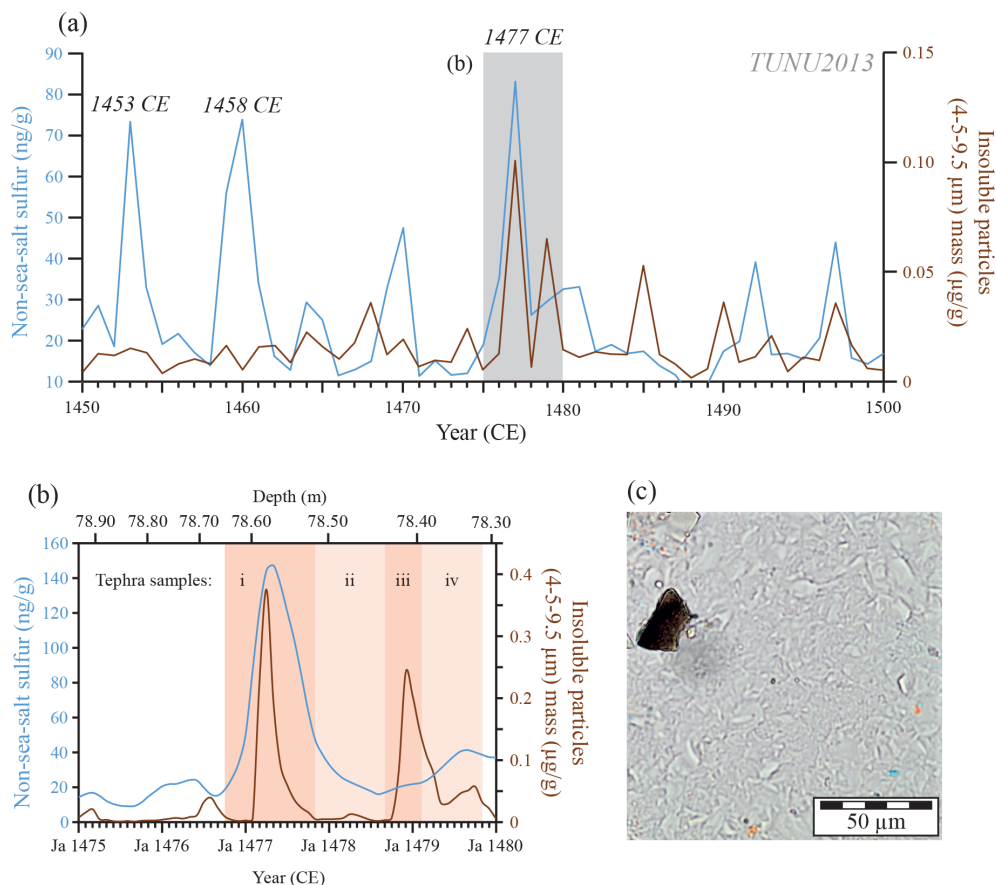 (a)
1477 CE
90
0.15
(b)
TUNU2013
80
1453 CE
1458 CE
70
0.10
60
50
40
0.05
30
20
10
0
Non-sea-salt sulfur (ng/g)
Insoluble particles
(4-5-9.5 µm) mass (µg/g)
1450
1460
1470
1480
1490
1500
Year (CE)
(b)
Depth (m)
78.90
78.80
78.70
78.60
78.50
78.40
78.30
160
140
120
100
80
60
40
20
0
Non-sea-salt sulfur (ng/g)
Tephra samples:
i
ii
iii
iv
0.4
0.3
0.2
0.1
0
Insoluble particles
(4-5-9.5 µm) mass (µg/g)
Ja 1475
Ja 1476
Ja 1477
Ja 1478
Ja 1479
Ja 1480
Year (CE)
(c)
50 µm